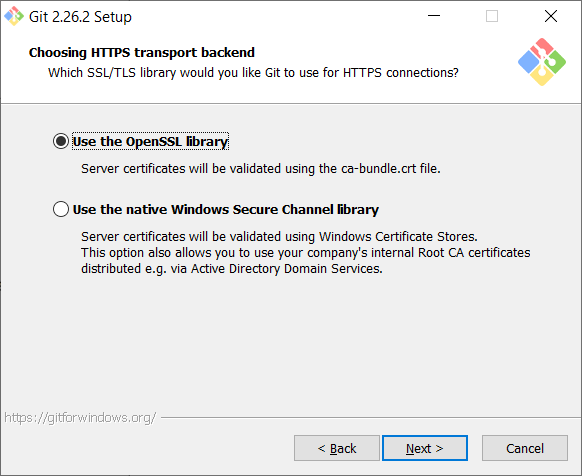 Git 2.26.2 Setup
Choosing HTTPS transport backend
Which SSL/TLS library would you like Git to use for HTTPS connections?
Use the OpenSSL library
Server certificates will be validated using the ca-bundle.crt file.
Use the native Windows Secure Channel library
Server certificates will be validated using Windows Certificate Stores.
This option also allows you to use your company's internal Root CA certificates
distributed e.g. via Active Directory Domain Services.
https://gitforwindows.org/
< Back
Next >
Cancel